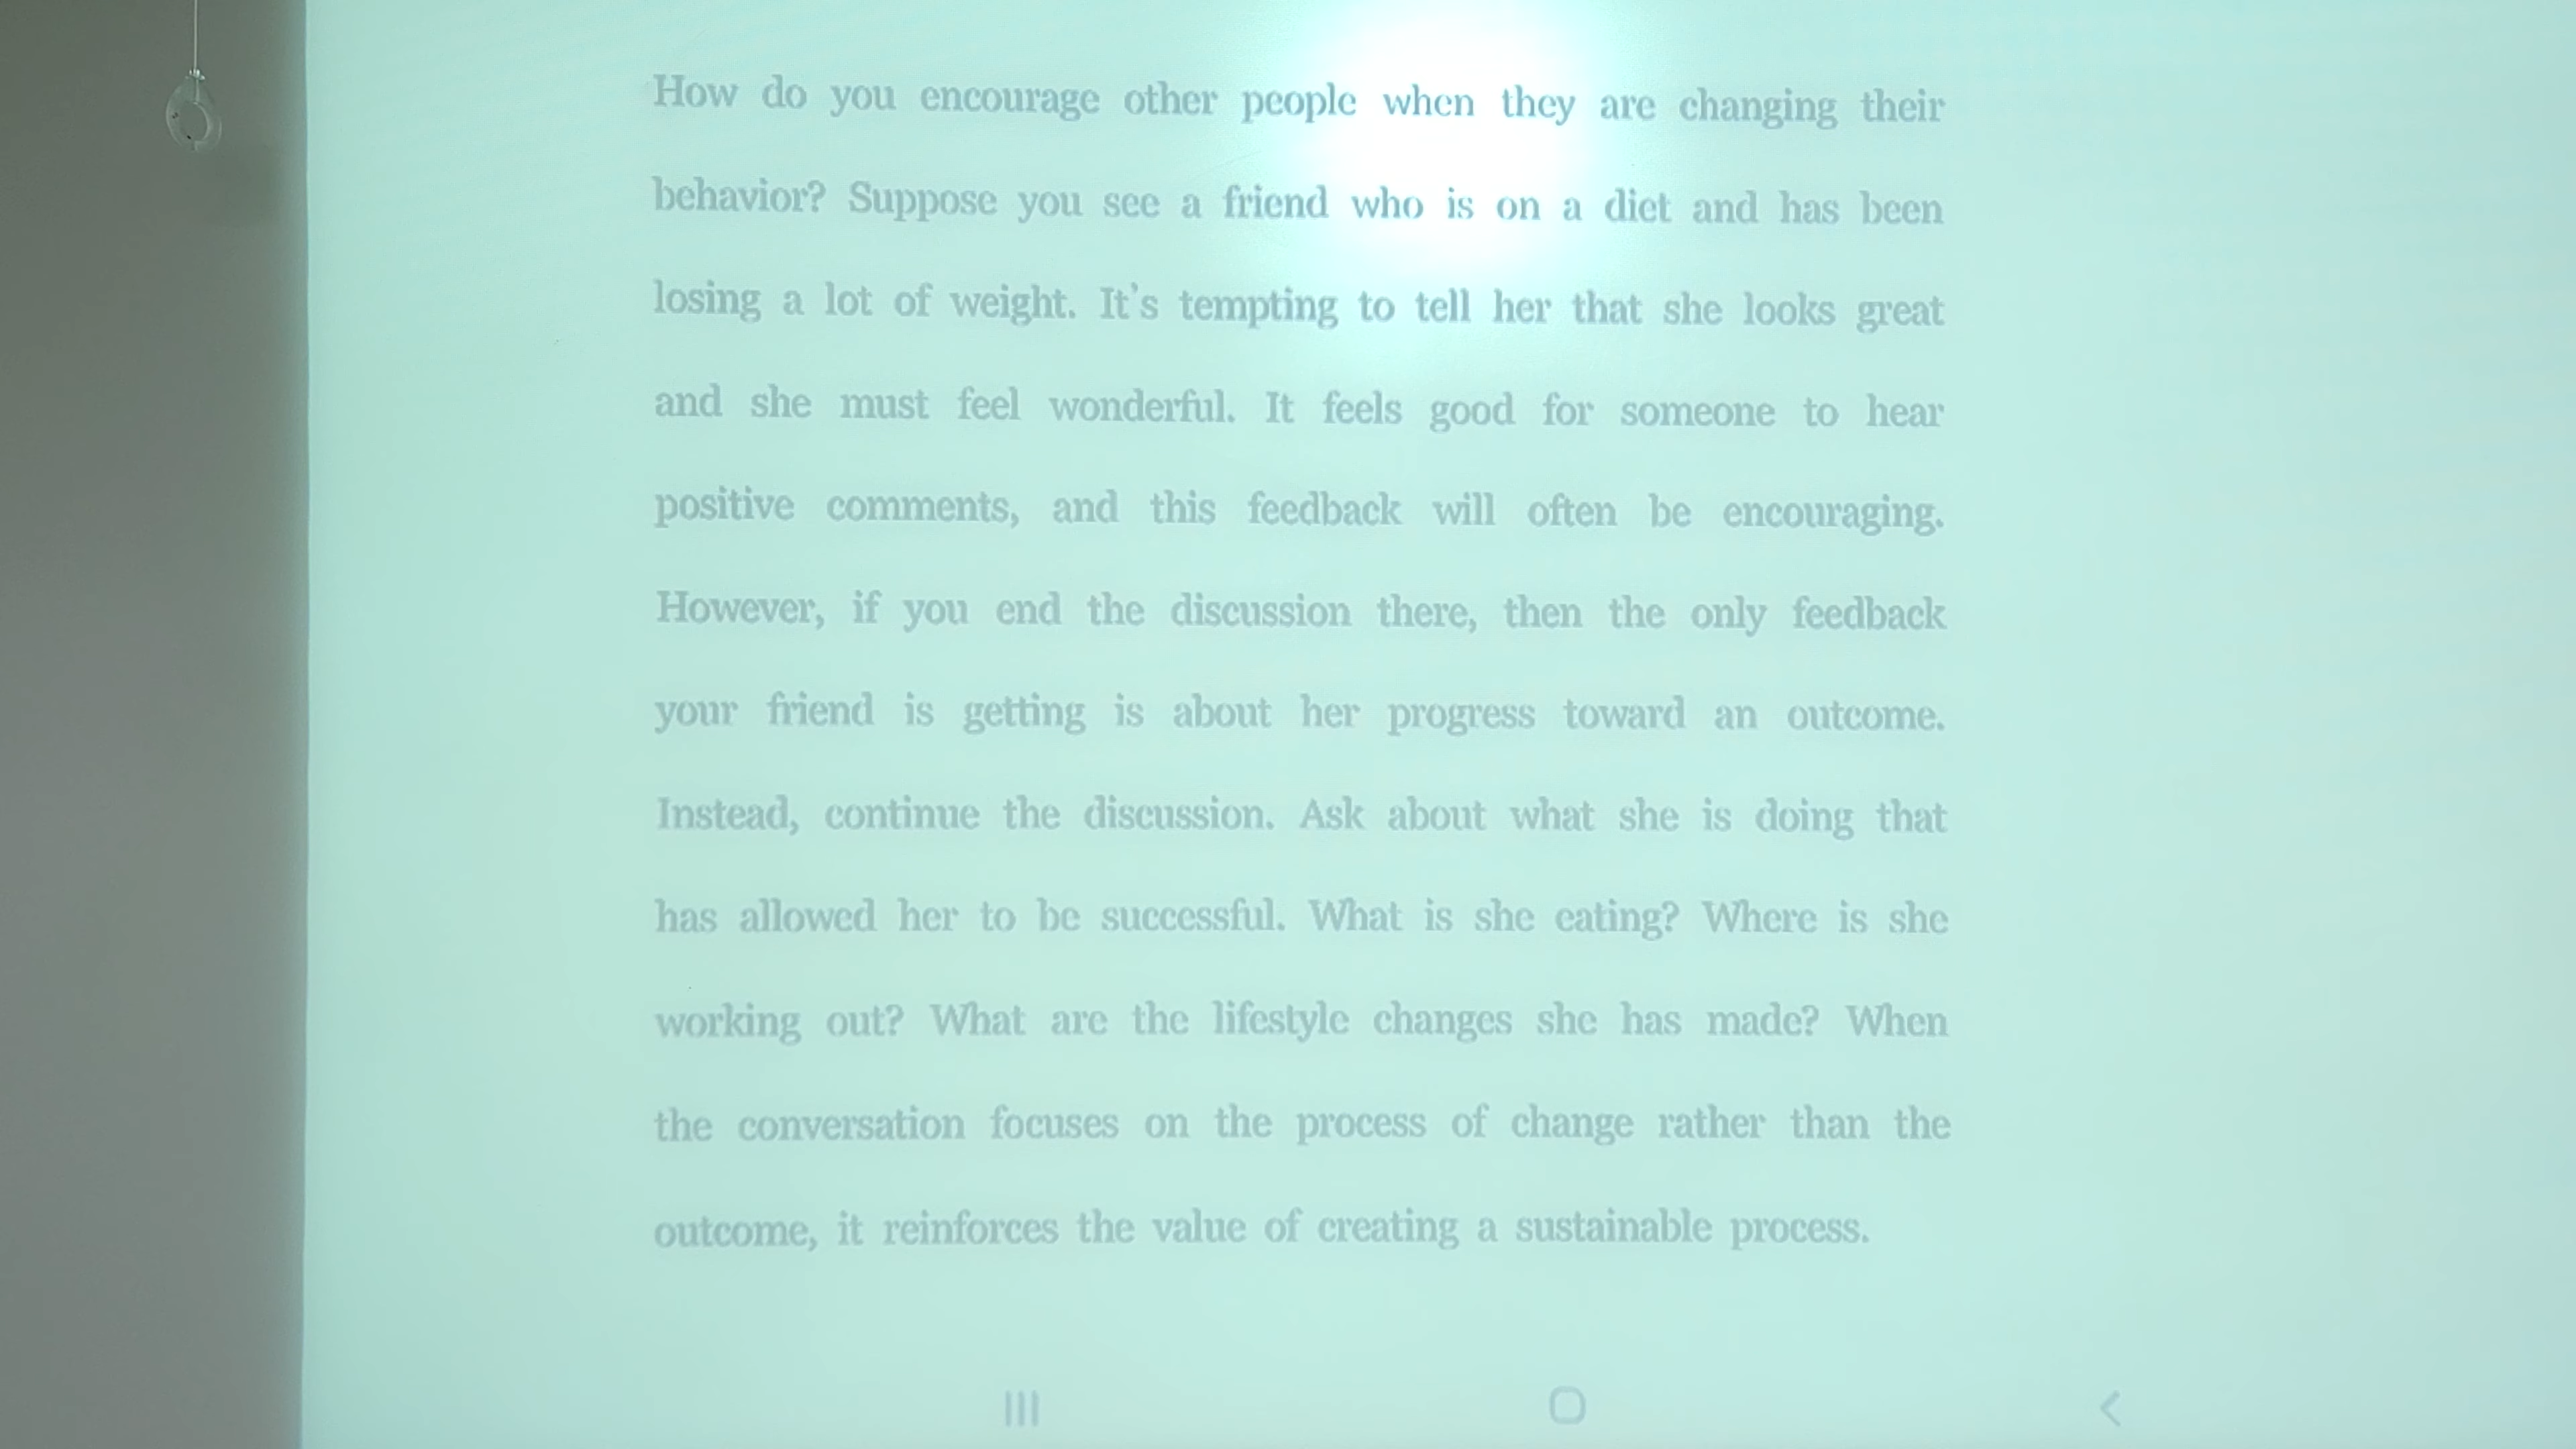 How do you encourage other people when they are changing their
behavior? Suppose you see a friend who is on a diet and has been
losing a lot of weight. It's tempting to tell her that she looks great
and she must feel wonderful. It feels good for someone to hear
positive comments, and this feedback will often be encouraging.
However, if you end the discussion there, then the only feedback
your friend is getting is about her progress toward an outcome.
Instead, continue the discussion. Ask about what she is doing that
has allowed her to be successful. What is she eating? Where is she
working out? What are the lifestyle changes she has made? When
the conversation focuses on the process of change rather than the
outcome, it reinforces the value of creating a sustainable process.